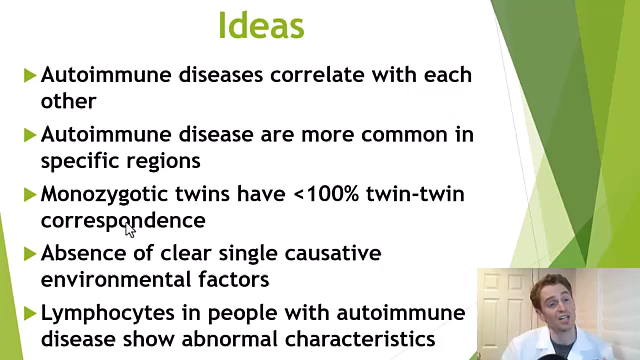 Ideas
Autoimmune diseases correlate with each
other
Autoimmune disease are more common in
specific regions
Monozygotic twins have <100% twin-twin
correspondence
Absence of clear single causative
environmental factors
Lymphocytes in people with autoimmune
disease show abnormal characteristics